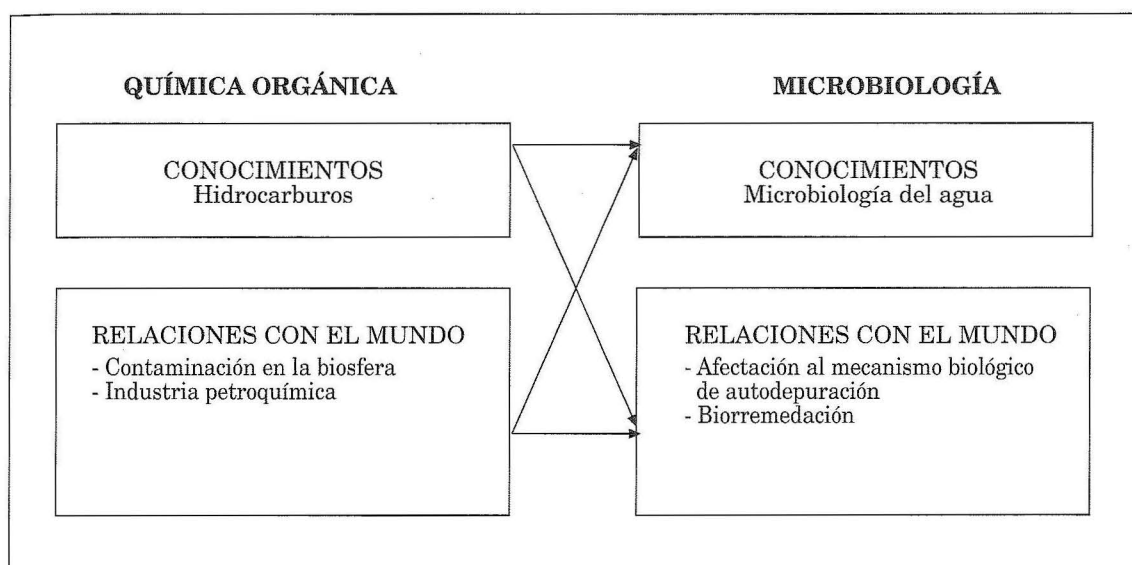 QUÍMICA ORGÁNICA
CONOCIMIENTOS
Hidrocarburos
RELACIONES CON EL MUNDO
- Contaminación en la biosfera
- Industria petroquímica
MICROBIOLOGÍA
CONOCIMIENTOS
Microbiología del agua
RELACIONES CON EL MUNDO
- Afectación al mecanismo biológico
de autodepuración
- Biorremedación